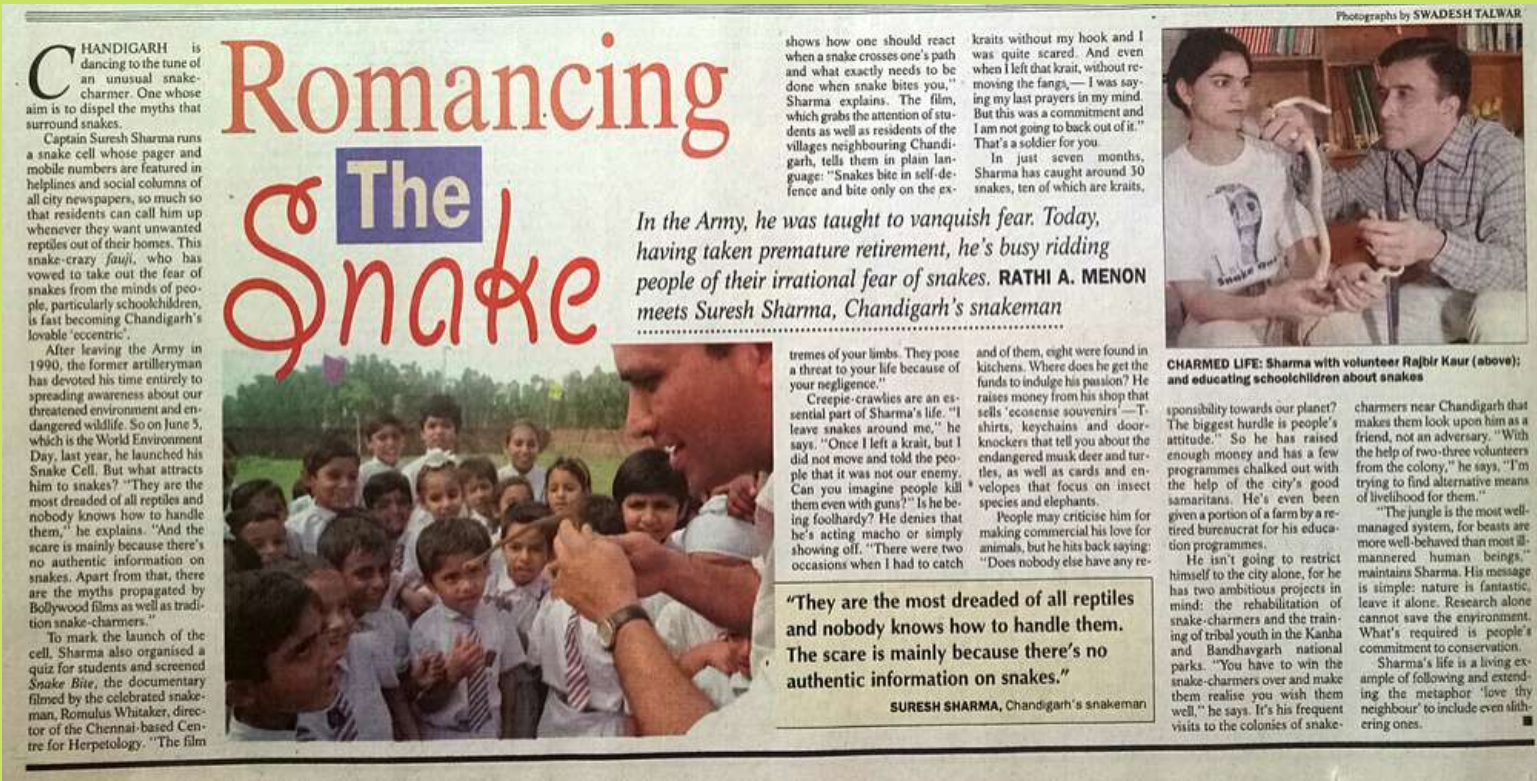 Photographs by SWADESH TALWAR
Romancing
The
Snake
In the Army, he was taught to vanquish fear. Today,
having taken premature retirement, he's busy ridding
people of their irrational fear of snakes. RATHI A. MENON
meets Suresh Sharma, Chandigarh's snakeman
CHANDIGARH is
dancing to the tune of
an unusual snake-
charmer. One whose
aim is to dispel the myths that
surround snakes.
Captain Suresh Sharma runs
a snake cell whose pager and
mobile numbers are featured in
helplines and social columns of
all city newspapers, so much so
that residents can call him up
whenever they want unwanted
reptiles out of their homes. This
snake-crazy fauji, who has
vowed to take out the fear of
snakes from the minds of peo-
ple, particularly schoolchildren,
is fast becoming Chandigarh's
lovable 'eccentric'.
After leaving the Army in
1990, the former artilleryman
has devoted his time entirely to
spreading awareness about our
threatened environment and en-
dangered wildlife. So on June 5,
which is the World Environment
Day, last year, he launched his
Snake Cell. But what attracts
him to snakes? "They are the
most dreaded of all reptiles and
nobody knows how to handle
them," he explains. "And the
scare is mainly because there's
no authentic information on
snakes. Apart from that, there
are the myths propagated by
Bollywood films as well as tradi-
tion snake-charmers."
To mark the launch of the
cell, Sharma also organised a
quiz for students and screened
Snake Bite, the documentary
filmed by the celebrated snake-
man, Romulus Whitaker, direc-
tor of the Chennai-based Cen-
tre for Herpetology. "The film
shows how one should react
when a snake crosses one's path
and what exactly needs to be
done when snake bites you,"
Sharma explains. The film,
which grabs the attention of stu-
dents as well as residents of the
villages neighbouring Chandi-
garh, tells them in plain lan-
guage: "Snakes bite in self-de-
fence and bite only on the ex-
tremes of your limbs. They pose
a threat to your life because of
your negligence."
Creepie-crawlies are an es-
sential part of Sharma's life. "I
leave snakes around me," he
says. "Once I left a krait, but I
did not move and told the peo-
ple that it was not our enemy.
Can you imagine people kill
them even with guns?" Is he be-
ing foolhardy? He denies that
he's acting macho or simply
showing off. "There were two
occasions when I had to catch
kraits without my hook and I
was quite scared. And even
when I left that krait, without re-
moving the fangs,— I was say-
ing my last prayers in my mind.
But this was a commitment and
I am not going to back out of it."
That's a soldier for you.
In just seven months,
Sharma has caught around 30
snakes, ten of which are kraits,
and of them, eight were found in
kitchens. Where does he get the
funds to indulge his passion? He
raises money from his shop that
sells 'ecosense souvenirs'—T-
shirts, keychains and door-
knockers that tell you about the
endangered musk deer and tur-
tles, as well as cards and en-
velopes that focus on insect
species and elephants.
People may criticise him for
making commercial his love for
animals, but he hits back saying:
"Does nobody else have any re-
sponsibility towards our planet?
The biggest hurdle is people's
attitude." So he has raised
enough money and has a few
programmes chalked out with
the help of the city's good
samaritans. He's even been
given a portion of a farm by a re-
tired bureaucrat for his educa-
tion programmes.
He isn't going to restrict
himself to the city alone, for he
has two ambitious projects in
mind: the rehabilitation of
snake-charmers and the train-
ing of tribal youth in the Kanha
and Bandhavgarh national
parks. "You have to win the
snake-charmers over and make
them realise you wish them
well," he says. It's his frequent
visits to the colonies of snake-
charmers near Chandigarh that
makes them look upon him as a
friend, not an adversary. "With
the help of two-three volunteers
from the colony," he says, "I'm
trying to find alternative means
of livelihood for them."
"The jungle is the most well-
managed system, for beasts are
more well-behaved than most ill-
mannered human beings,"
maintains Sharma. His message
is simple: nature is fantastic,
leave it alone. Research alone
cannot save the environment.
What's required is people's
commitment to conservation.
Sharma's life is a living ex-
ample of following and extend-
ing the metaphor 'love thy
neighbour' to include even slith-
ering ones.
Snake
CHARMED LIFE: Sharma with volunteer Rajbir Kaur (above);
and educating schoolchildren about snakes
"They are the most dreaded of all reptiles
and nobody knows how to handle them.
The scare is mainly because there's no
authentic information on snakes."
SURESH SHARMA, Chandigarh's snakeman